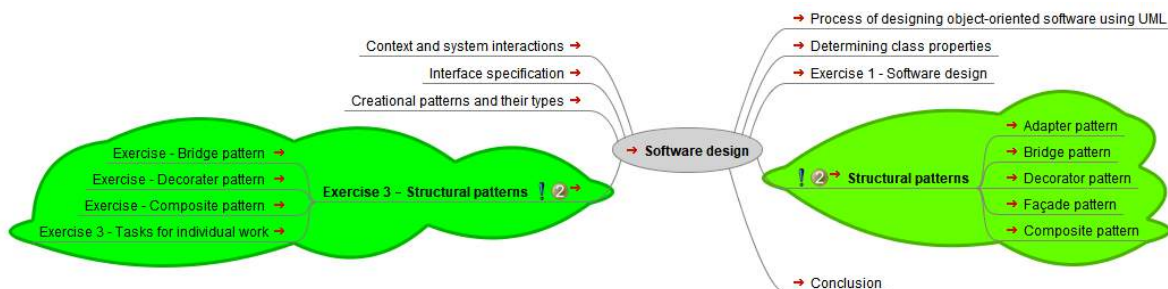 Process of designing object-oriented software using UML
Context and system interactions
Determining class properties
Interface specification
Exercise 1 - Software design
Creational patterns and their types
Software design
Adapter pattern
Bridge pattern
2 Structural patterns
Decorator pattern
Façade pattern
Composite pattern
Exercise - Bridge pattern
Exercise - Decorater pattern
Exercise 3 – Structural patterns ! 2
Exercise - Composite pattern
Exercise 3 - Tasks for individual work
Conclusion